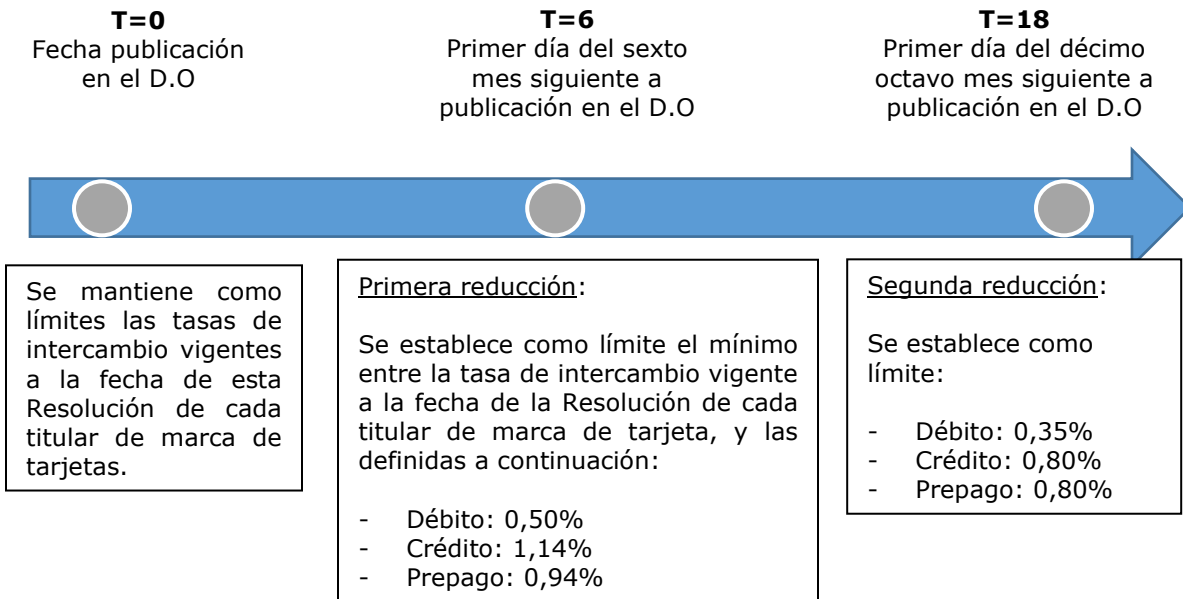 T=0
Fecha publicación
en el D.O
T=6
Primer día del sexto
mes siguiente a
publicación en el D.O
T=18
Primer día del décimo
octavo mes siguiente a
publicación en el D.O
Se mantiene como
límites las tasas de
intercambio vigentes
a la fecha de esta
Resolución de cada
titular de marca de
tarjetas.
Primera reducción:
Se establece como límite el mínimo
entre la tasa de intercambio vigente
a la fecha de la Resolución de cada
titular de marca de tarjeta, y las
definidas a continuación:
- Débito: 0,50%
- Crédito: 1,14%
- Prepago: 0,94%
Segunda reducción:
Se establece como
límite:
- Débito: 0,35%
- Crédito: 0,80%
- Prepago: 0,80%